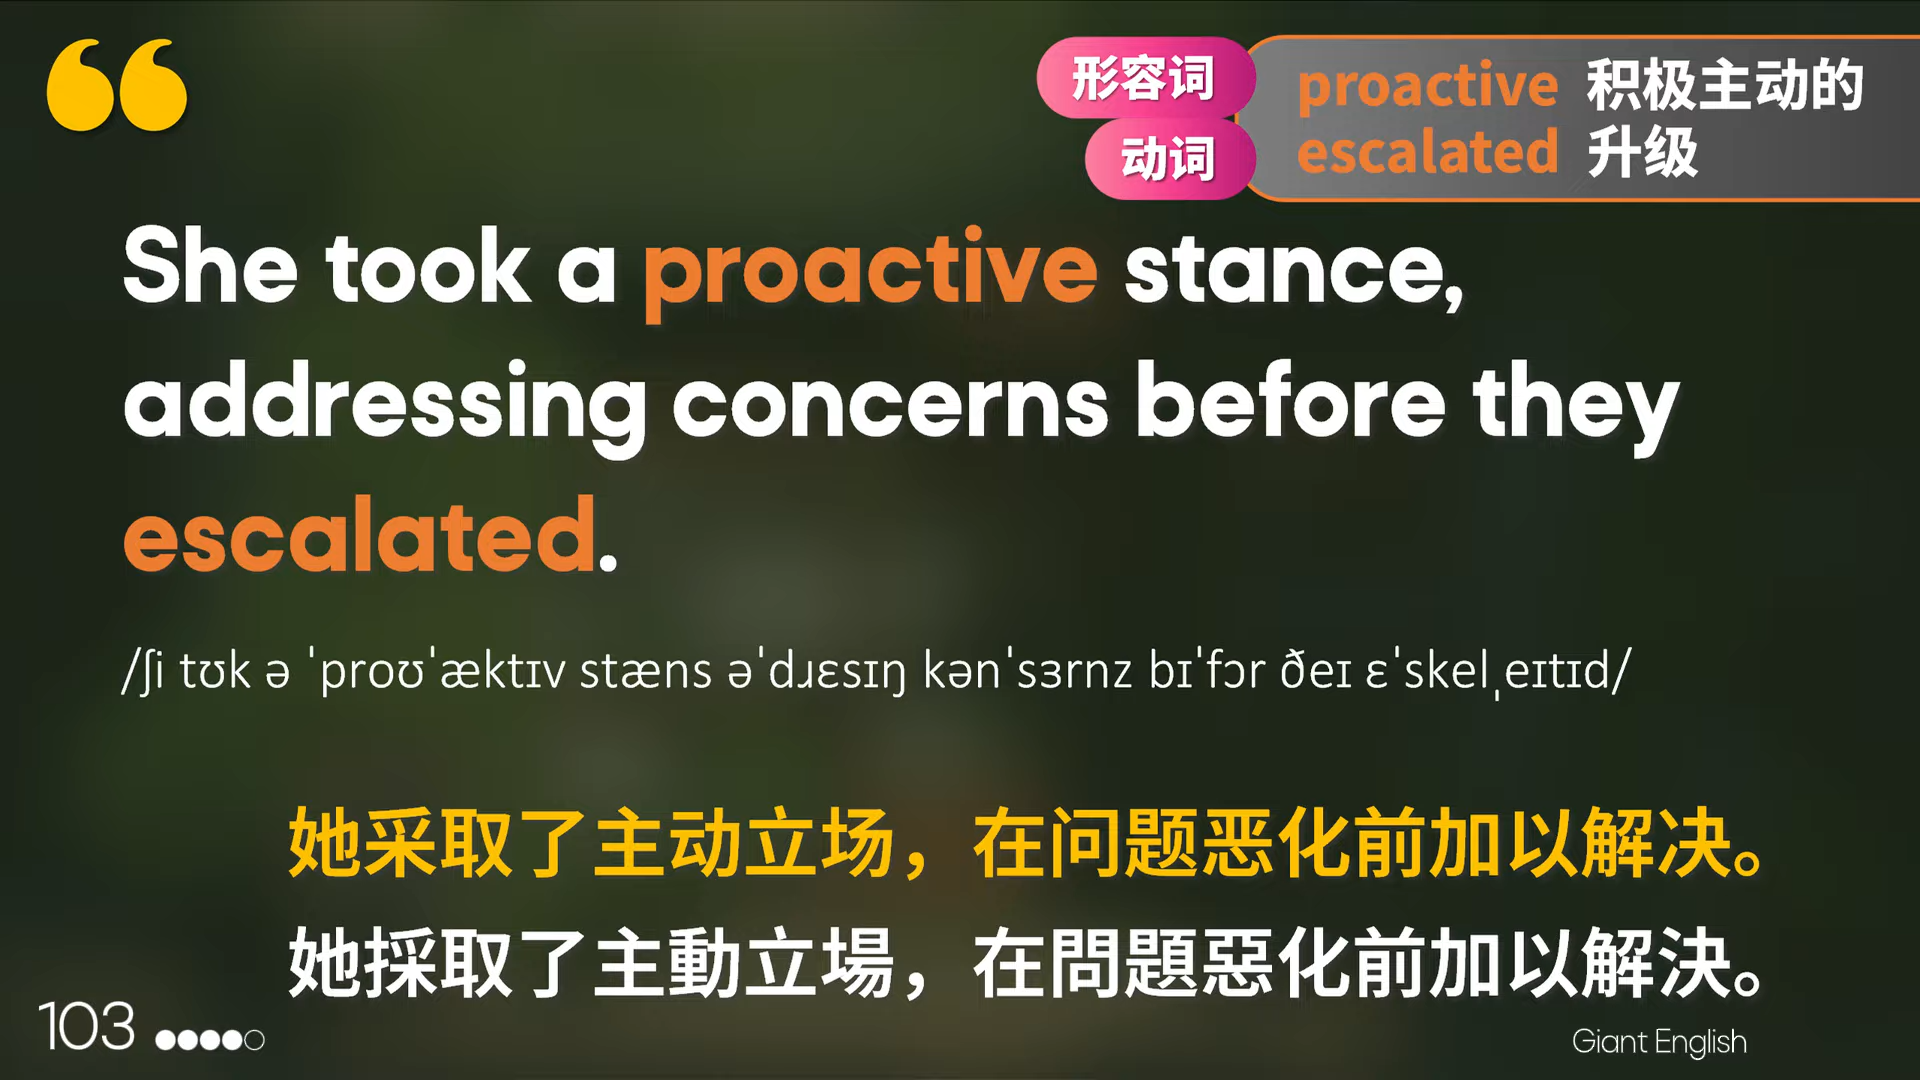 形容词 proactive 积极主动的
动词 escalated 升级
She took a proactive stance,
addressing concerns before they
escalated.
/ʃi tʊk ə ˈproʊˈæktɪv stæns əˈdɹɛsɪŋ kənˈsɜrnz bɪˈfɔr ðeɪ ɛˈskelˌeɪtɪd/
她采取了主动立场，在问题恶化前加以解决。
她採取了主動立場，在問題惡化前加以解決。
103
Giant English